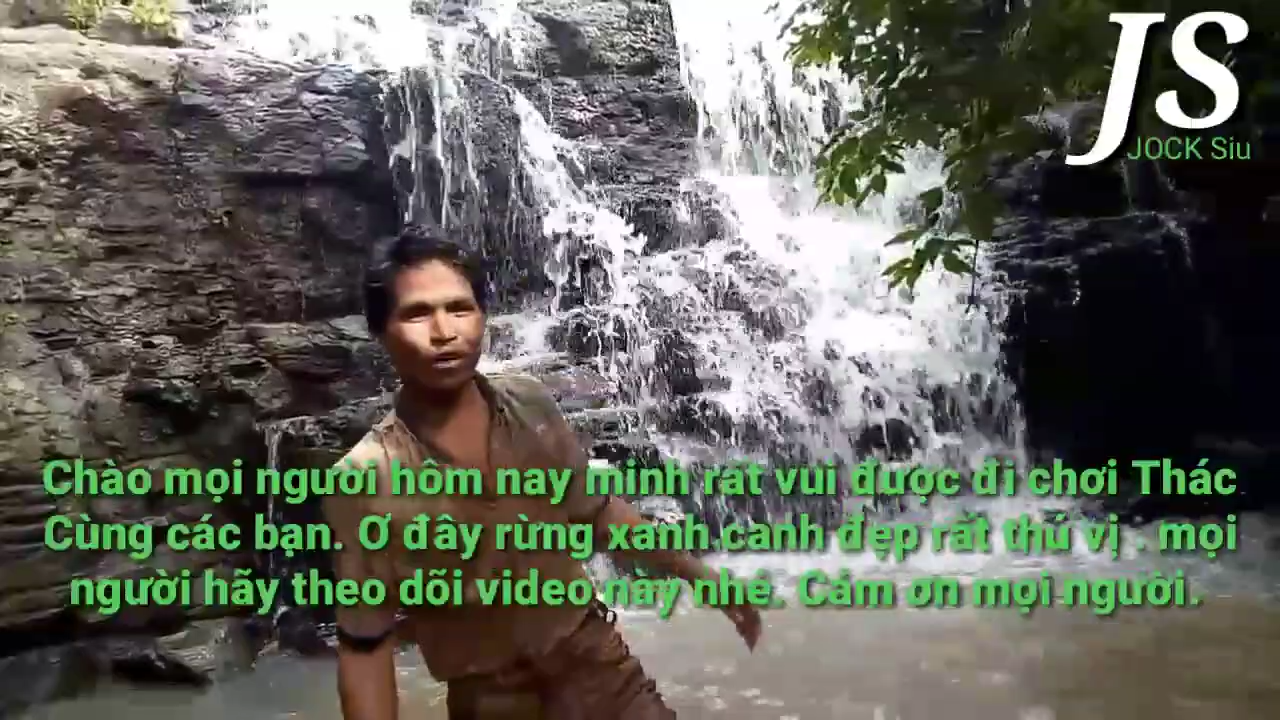 JS
JOCK Siu
Chào mọi người hôm nay mình rất vui được đi chơi Thác
Cùng các bạn. Ơ đây rừng xanh canh đẹp rất thú vị . mọi
người hãy theo dõi video này nhé. Cám ơn mọi người.